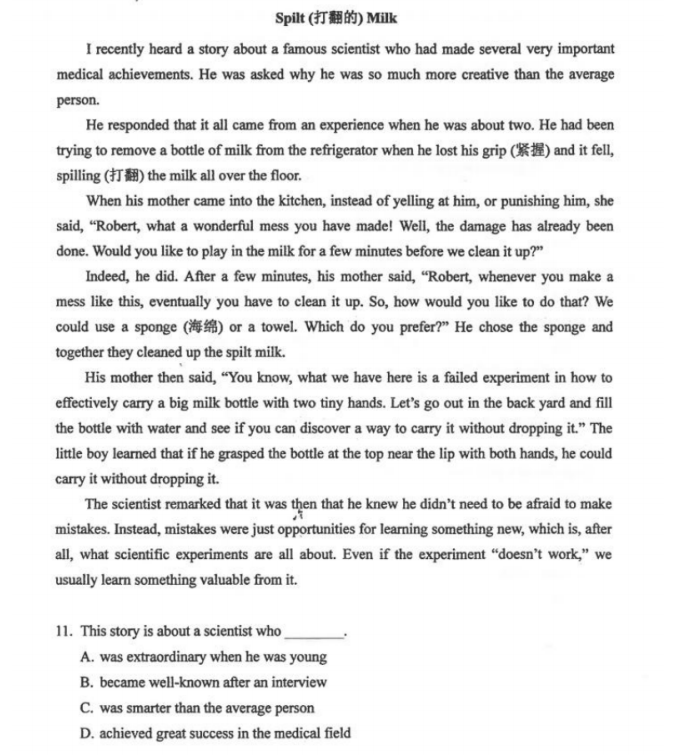 Spilt (打翻的) Milk
I recently heard a story about a famous scientist who had made several very important
medical achievements. He was asked why he was so much more creative than the average
person.
He responded that it all came from an experience when he was about two. He had been
trying to remove a bottle of milk from the refrigerator when he lost his grip (紧握) and it fell,
spilling (打翻) the milk all over the floor.
When his mother came into the kitchen, instead of yelling at him, or punishing him, she
said, “Robert, what a wonderful mess you have made! Well, the damage has already been
done. Would you like to play in the milk for a few minutes before we clean it up?”
Indeed, he did. After a few minutes, his mother said, “Robert, whenever you make a
mess like this, eventually you have to clean it up. So, how would you like to do that? We
could use a sponge (海绵) or a towel. Which do you prefer?” He chose the sponge and
together they cleaned up the spilt milk.
His mother then said, “You know, what we have here is a failed experiment in how to
effectively carry a big milk bottle with two tiny hands. Let’s go out in the back yard and fill
the bottle with water and see if you can discover a way to carry it without dropping it.” The
little boy learned that if he grasped the bottle at the top near the lip with both hands, he could
carry it without dropping it.
The scientist remarked that it was then that he knew he didn’t need to be afraid to make
mistakes. Instead, mistakes were just opportunities for learning something new, which is, after
all, what scientific experiments are all about. Even if the experiment “doesn’t work,” we
usually learn something valuable from it.
11. This story is about a scientist who ________.
A. was extraordinary when he was young
B. became well-known after an interview
C. was smarter than the average person
D. achieved great success in the medical field